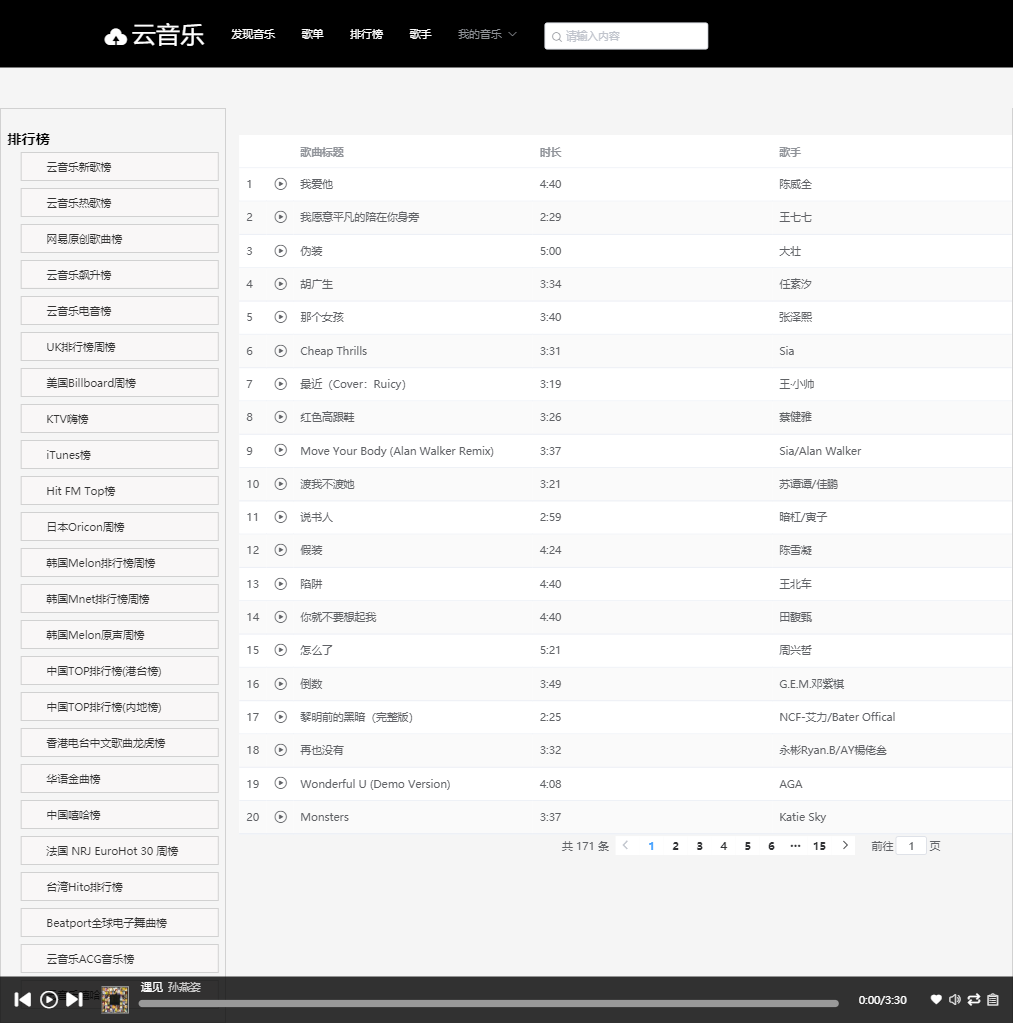 云音乐 发现音乐 歌单 排行榜 歌手 我的音乐 请输入内容
排行榜
云音乐新歌榜
云音乐热歌榜
网易原创歌曲榜
云音乐飙升榜
云音乐电音榜
UK排行榜周榜
美国Billboard周榜
KTV嗨榜
iTunes榜
Hit FM Top榜
日本Oricon周榜
韩国Melon排行榜周榜
韩国Mnet排行榜周榜
韩国Melon原声周榜
中国TOP排行榜(港台榜)
中国TOP排行榜(内地榜)
香港电台中文歌曲龙虎榜
华语金曲榜
中国嘻哈榜
法国 NRJ EuroHot 30 周榜
台湾Hito排行榜
Beatport全球电子舞曲榜
云音乐ACG音乐榜
歌曲标题 时长 歌手
1 我爱他 4:40 陈威全
2 我愿意平凡的陪在你身旁 2:29 王七七
3 伪装 5:00 大壮
4 胡广生 3:34 任素汐
5 那个女孩 3:40 张泽熙
6 Cheap Thrills 3:31 Sia
7 最近（Cover：Ruicy） 3:19 王·小帅
8 红色高跟鞋 3:26 蔡健雅
9 Move Your Body (Alan Walker Remix) 3:37 Sia/Alan Walker
10 渡我不渡她 3:21 苏谭谭/佳鹏
11 说书人 2:59 暗杠/寅子
12 假装 4:24 陈雪凝
13 陷阱 4:40 王北车
14 你就不要想起我 4:40 田馥甄
15 怎么了 5:21 周兴哲
16 倒数 3:49 G.E.M.邓紫棋
17 黎明前的黑暗（完整版） 2:25 NCF-艾力/Bater Offical
18 再也没有 3:32 永彬Ryan.B/AY楊佬叁
19 Wonderful U (Demo Version) 4:08 AGA
20 Monsters 3:37 Katie Sky
共 171 条 1 2 3 4 5 6 ··· 15 前往 1 页
遇见 孙燕姿
0:00/3:30